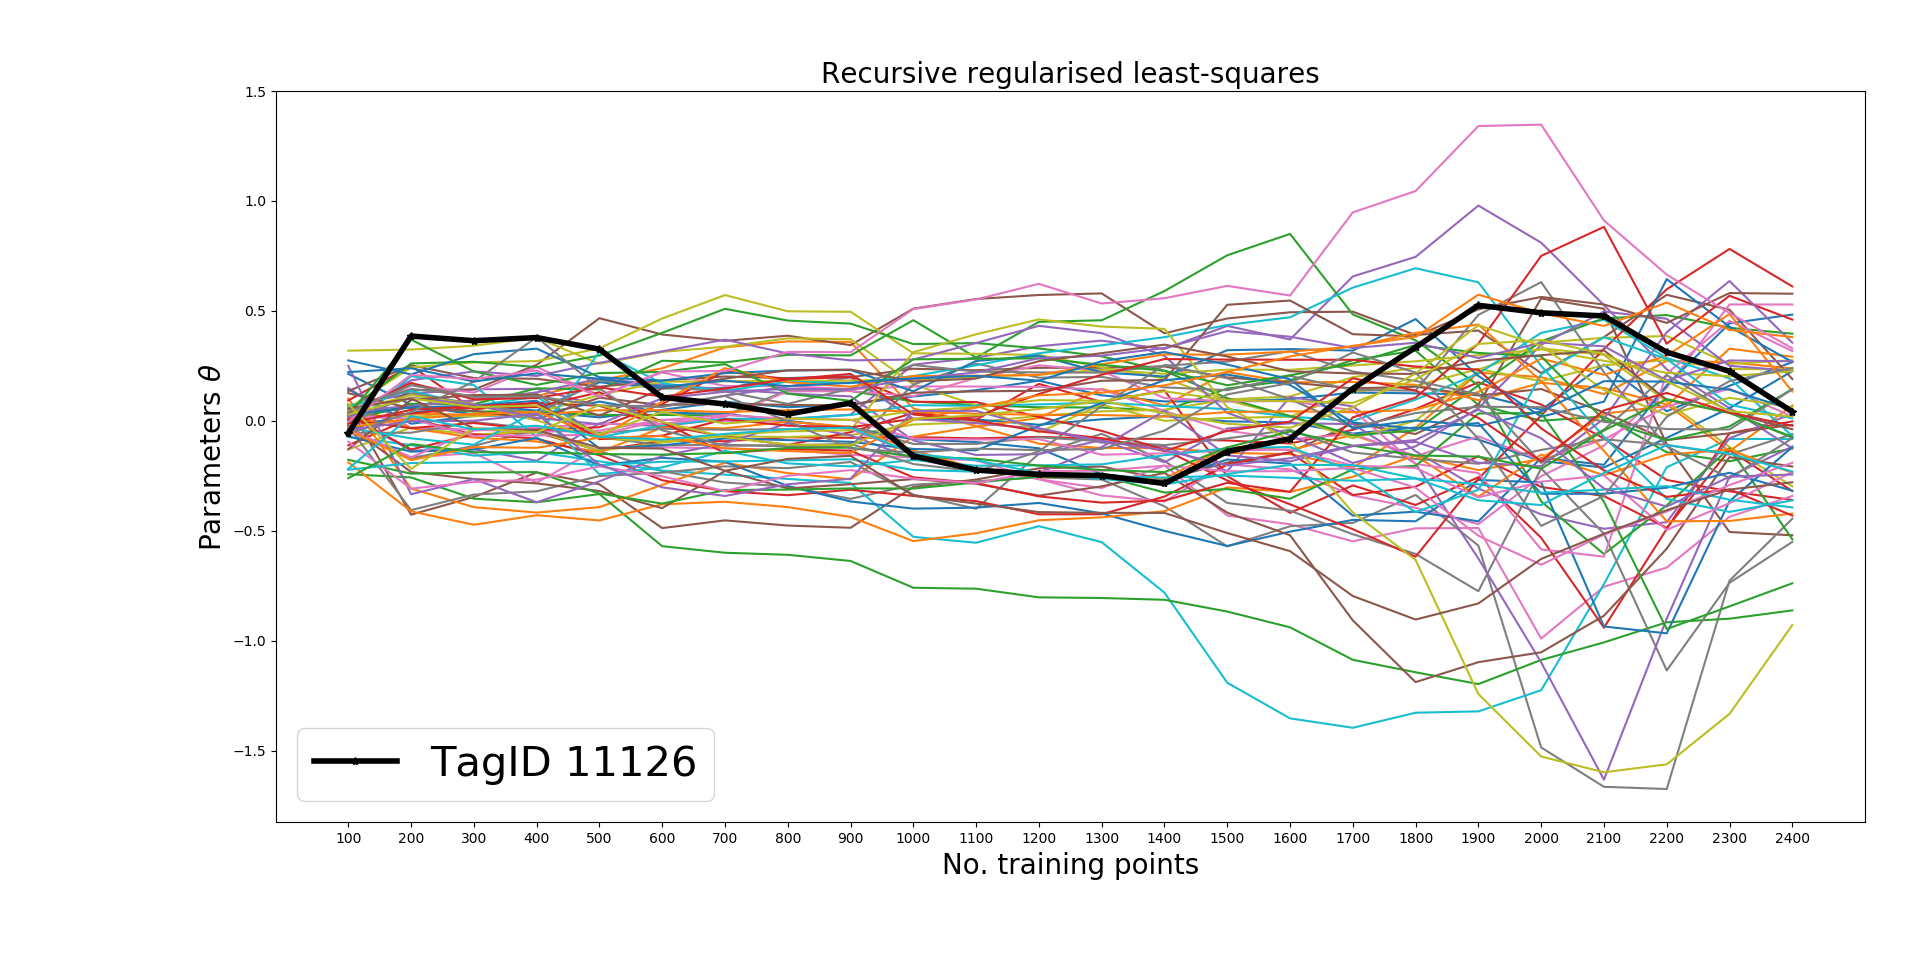 Recursive regularised least-squares
Parameters θ
1.5
1.0
0.5
0.0
−0.5
−1.0
−1.5
TagID 11126
100 200 300 400 500 600 700 800 900 1000 1100 1200 1300 1400 1500 1600 1700 1800 1900 2000 2100 2200 2300 2400
No. training points